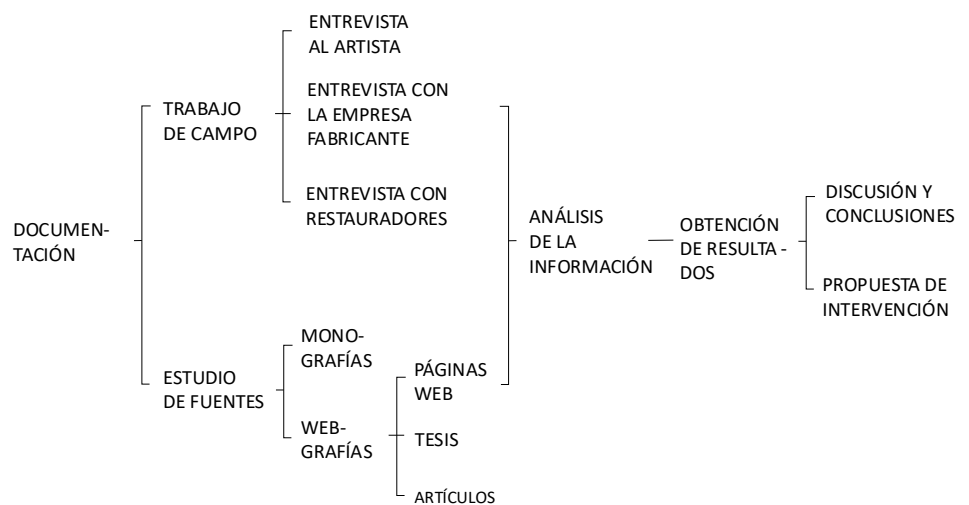 DOCUMEN-
TACIÓN
TRABAJO
DE CAMPO
ENTREVISTA
AL ARTISTA
ENTREVISTA CON
LA EMPRESA
FABRICANTE
ENTREVISTA CON
RESTAURADORES
ESTUDIO
DE FUENTES
MONO-
GRAFÍAS
WEB-
GRAFÍAS
PÁGINAS
WEB
TESIS
ARTÍCULOS
ANÁLISIS
DE LA
INFORMACIÓN
OBTENCIÓN
DE RESULTA -
DOS
DISCUSIÓN Y
CONCLUSIONES
PROPUESTA DE
INTERVENCIÓN